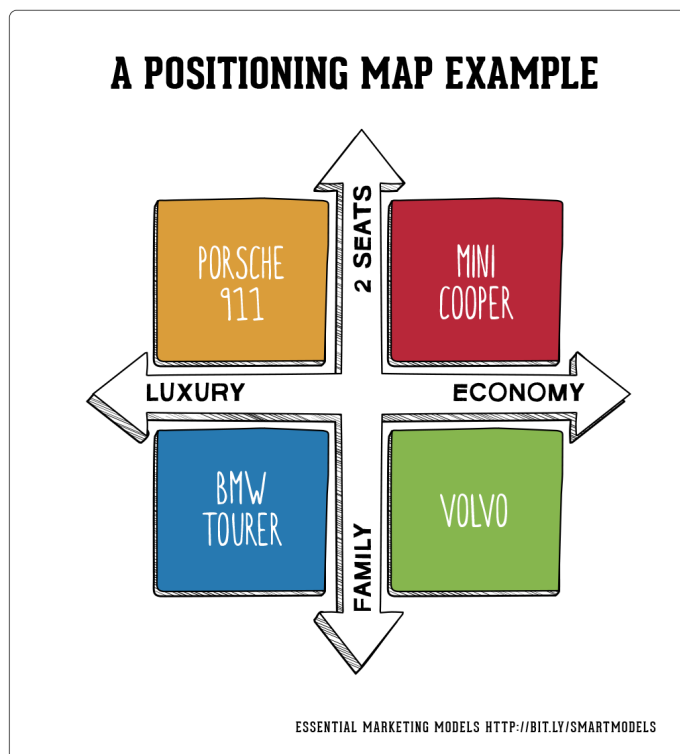 A POSITIONING MAP EXAMPLE
2 SEATS
PORSCHE
911
MINI
COOPER
LUXURY
ECONOMY
BMW
TOURER
VOLVO
FAMILY
ESSENTIAL MARKETING MODELS HTTP://BIT.LY/SMARTMODELS